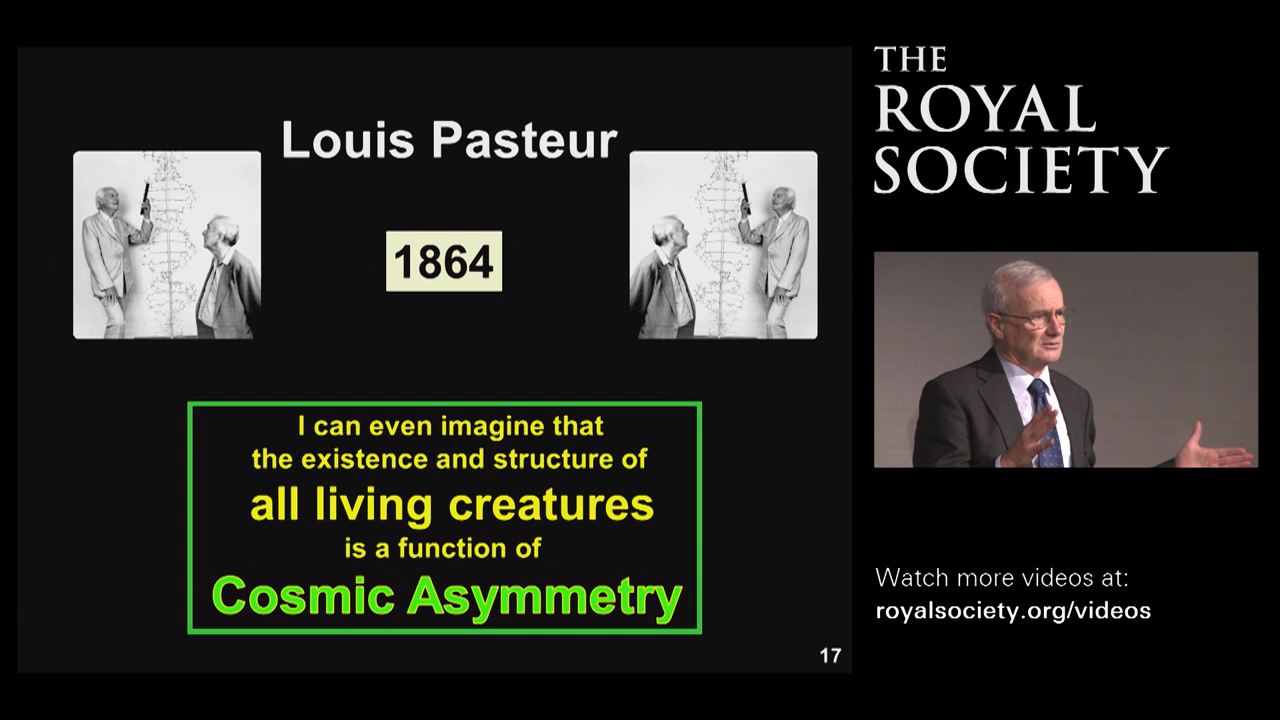 Louis Pasteur
1864
I can even imagine that
the existence and structure of
all living creatures
is a function of
Cosmic Asymmetry
17
THE
ROYAL
SOCIETY
Watch more videos at:
royalsociety.org/videos